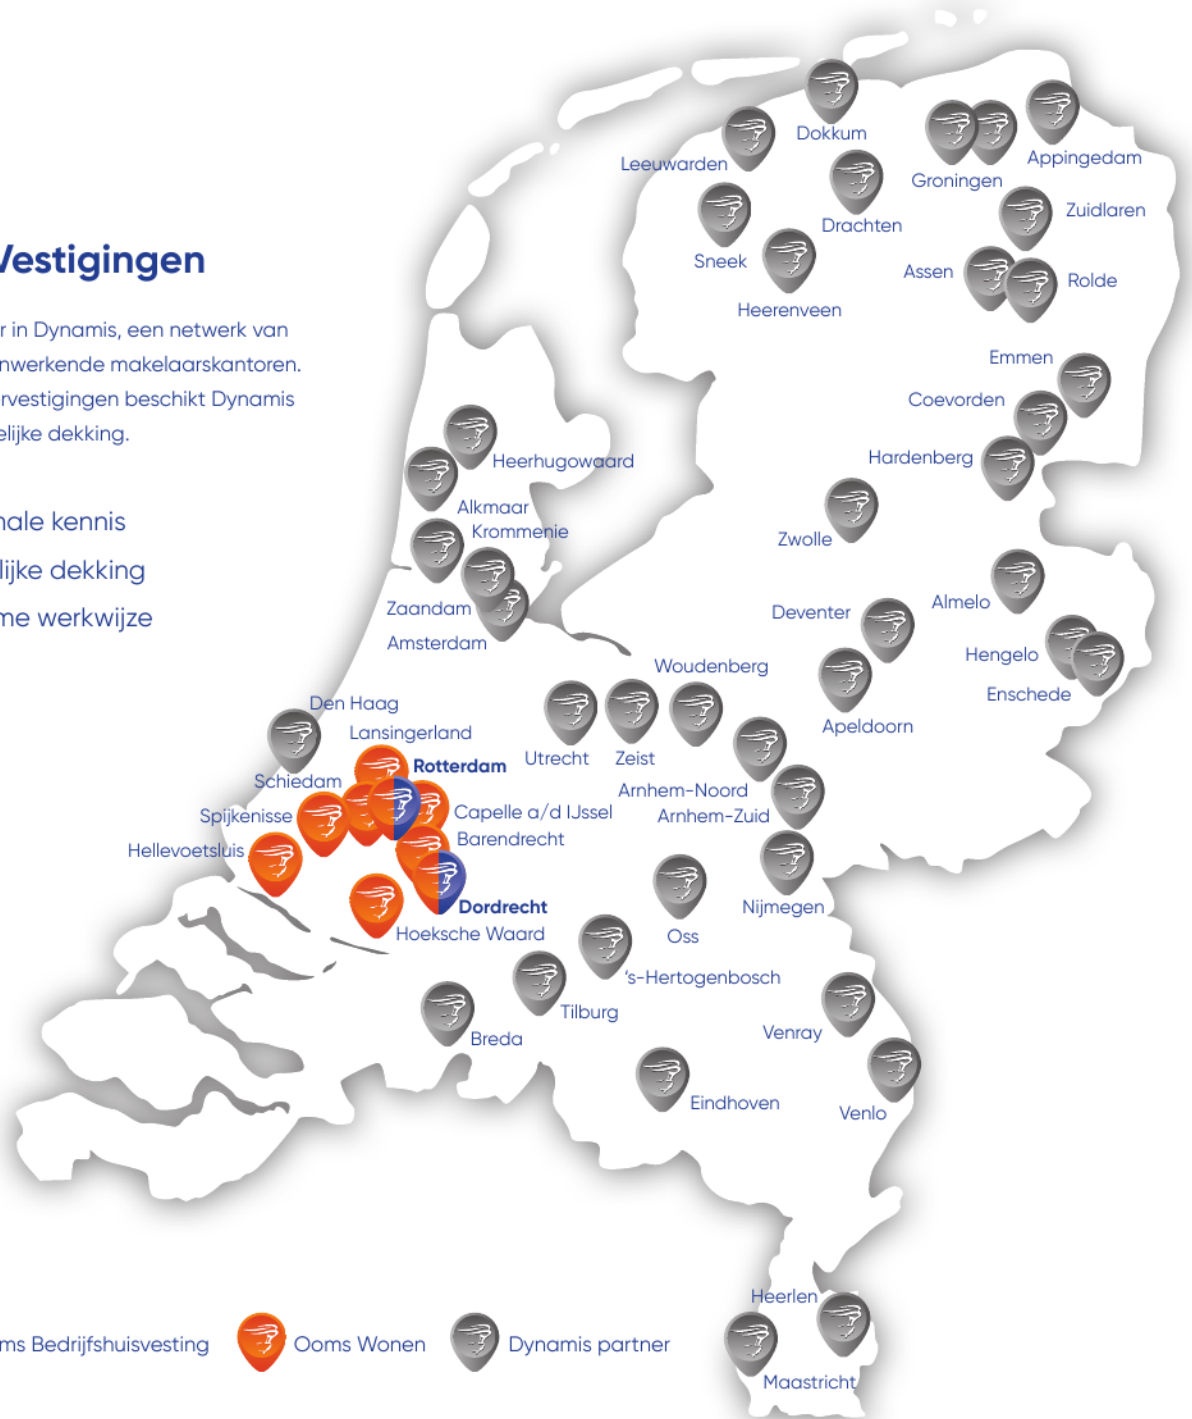 Vestigingen
r in Dynamis, een netwerk van
nwerkende makelaarskantoren.
rvestigingen beschikt Dynamis
elijke dekking.
nale kennis
lijke dekking
me werkwijze
Dokkum
Leeuwarden
Appingedam
Groningen
Zuidlaren
Drachten
Sneek
Assen
Rolde
Heerenveen
Emmen
Coevorden
Hardenberg
Heerhugowaard
Alkmaar
Krommenie
Zwolle
Zaandam
Amsterdam
Almelo
Deventer
Hengelo
Enschede
Woudenberg
Apeldoorn
Den Haag
Lansingerland
Utrecht
Zeist
Rotterdam
Schiedam
Arnhem-Noord
Spijkenisse
Capelle a/d IJssel
Arnhem-Zuid
Barendrecht
Hellevoetsluis
Dordrecht
Nijmegen
Hoeksche Waard
Oss
's-Hertogenbosch
Tilburg
Breda
Venray
Eindhoven
Venlo
Heerlen
Maastricht
ms Bedrijfshuisvesting
Ooms Wonen
Dynamis partner